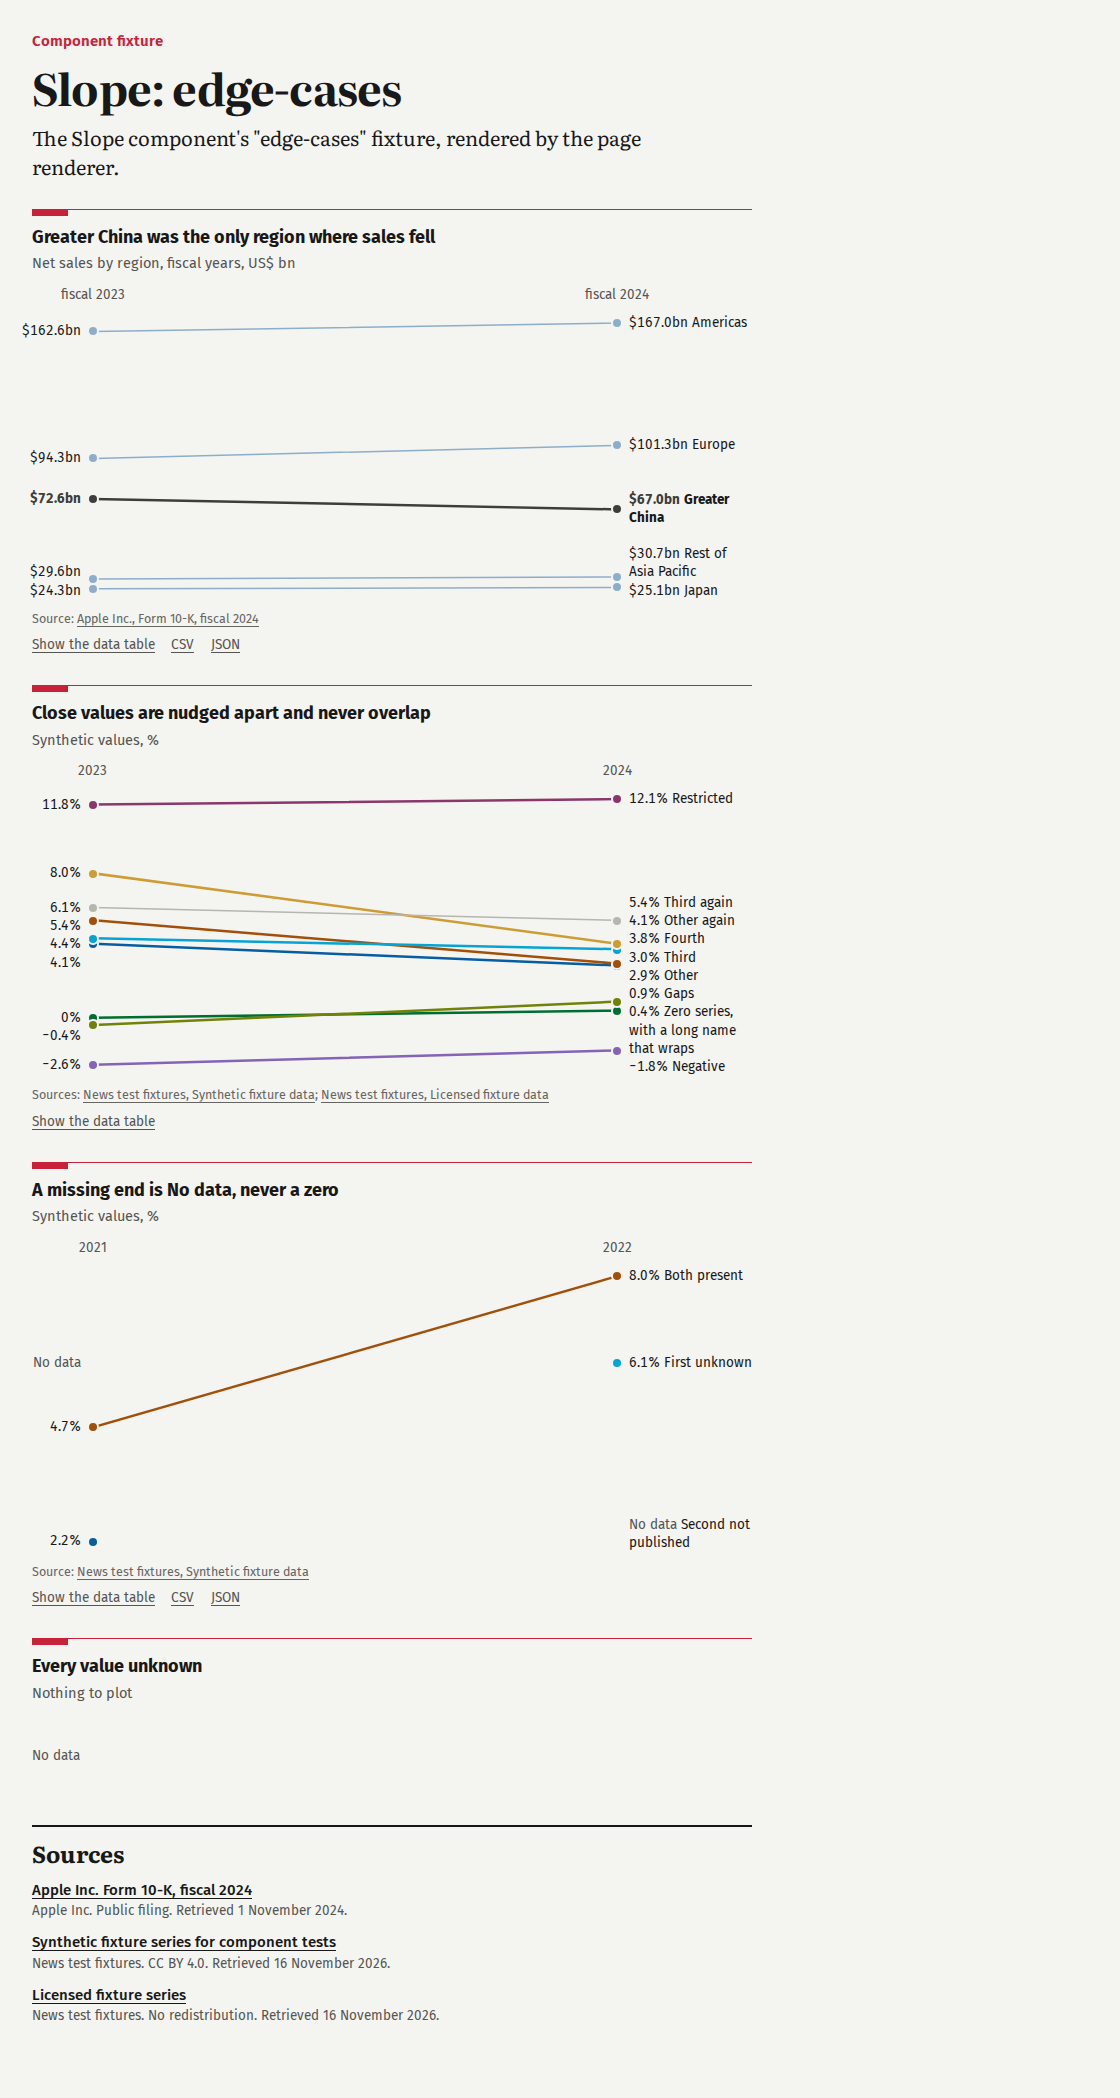 Component fixture
Slope: edge-cases
The Slope component's "edge-cases" fixture, rendered by the page
renderer.
Greater China was the only region where sales fell
Net sales by region, fiscal years, US$ bn
fiscal 2023 fiscal 2024
$162.6bn $167.0bn Americas
$94.3bn $101.3bn Europe
$72.6bn $67.0bn Greater
China
$30.7bn Rest of
$29.6bn Asia Pacific
$24.3bn $25.1bn Japan
Source: Apple Inc., Form 10-K, fiscal 2024
Show the data table CSV JSON
Close values are nudged apart and never overlap
Synthetic values, %
2023 2024
11.8% 12.1% Restricted
8.0%
6.1% 5.4% Third again
5.4% 4.1% Other again
4.4% 3.8% Fourth
4.1% 3.0% Third
2.9% Other
0.9% Gaps
0% 0.4% Zero series,
−0.4% with a long name
that wraps
−2.6% −1.8% Negative
Sources: News test fixtures, Synthetic fixture data; News test fixtures, Licensed fixture data
Show the data table
A missing end is No data, never a zero
Synthetic values, %
2021 2022
8.0% Both present
No data 6.1% First unknown
4.7%
No data Second not
2.2% published
Source: News test fixtures, Synthetic fixture data
Show the data table CSV JSON
Every value unknown
Nothing to plot
No data
Sources
Apple Inc. Form 10-K, fiscal 2024
Apple Inc. Public filing. Retrieved 1 November 2024.
Synthetic fixture series for component tests
News test fixtures. CC BY 4.0. Retrieved 16 November 2026.
Licensed fixture series
News test fixtures. No redistribution. Retrieved 16 November 2026.